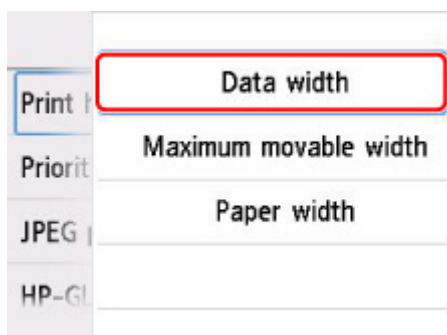 Data width
Print
Maximum movable width
Priorit
Paper width
JPEG
HP-GL